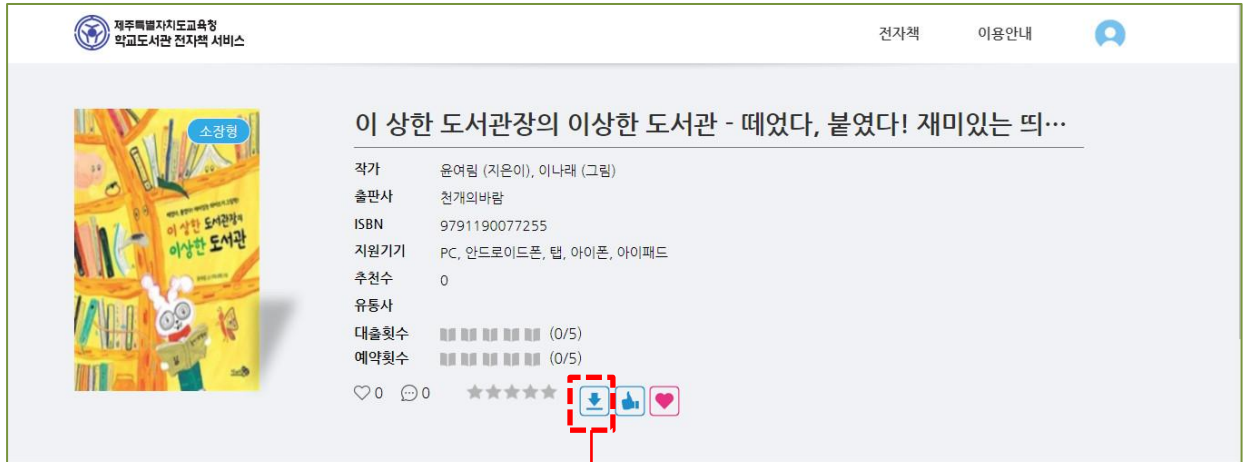 제주특별자치도교육청
학교도서관 전자책 서비스
전자책 이용안내
소장형
이 상한 도서관장의
이상한 도서관
이 상한 도서관장의 이상한 도서관 - 떼었다, 붙였다! 재미있는 띄…
작가 윤여림 (지은이), 이나래 (그림)
출판사 천개의바람
ISBN 9791190077255
지원기기 PC, 안드로이드폰, 탭, 아이폰, 아이패드
추천수 0
유통사
대출횟수 (0/5)
예약횟수 (0/5)
0 0